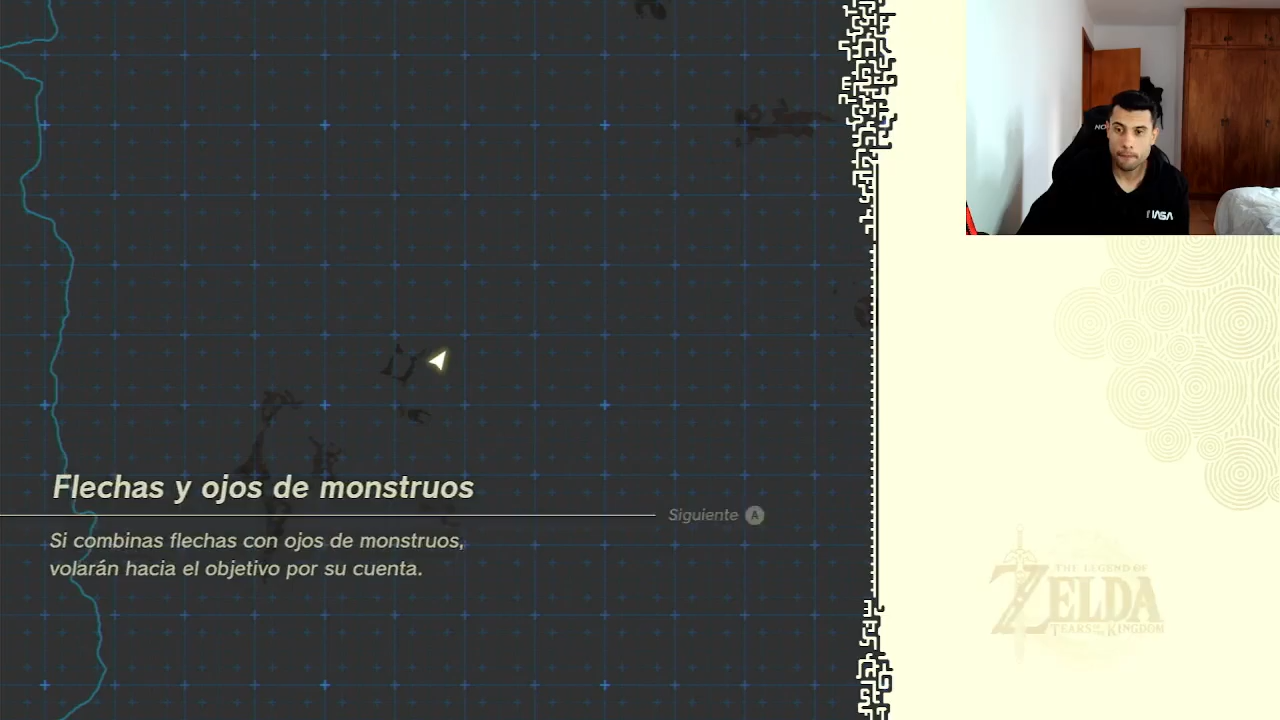 Flechas y ojos de monstruos
Siguiente A
Si combinas flechas con ojos de monstruos,
volarán hacia el objetivo por su cuenta.
NASA
THE LEGEND OF
ZELDA
TEARS OF THE KINGDOM